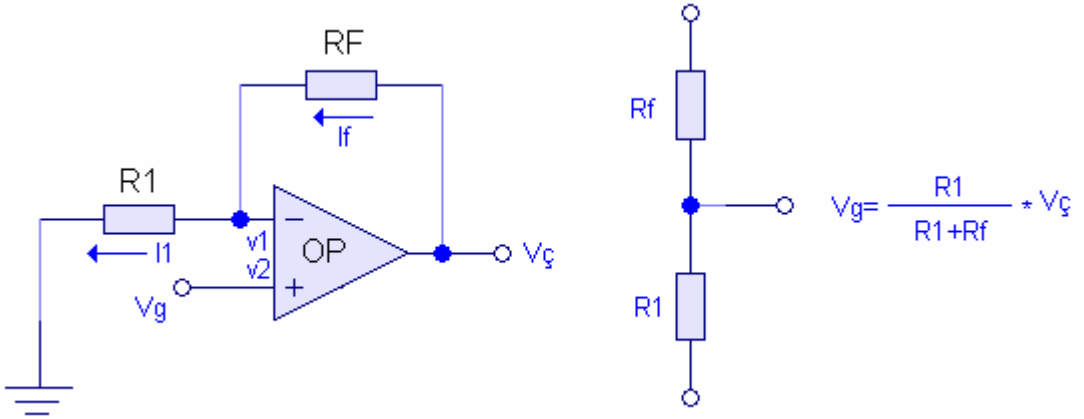 RF
If
R1
I1
v1
v2
−
+
OP
Vg
Vç
Rf
R1
Vg= R1 / R1+Rf * Vç